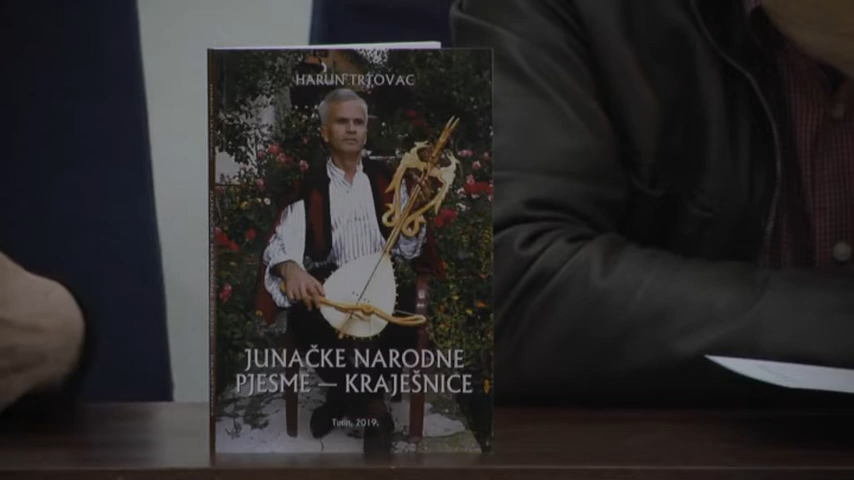 HARUN TRTOVAC
JUNAČKE NARODNE
PJESME — KRAJEŠNICE
Tutin, 2019.